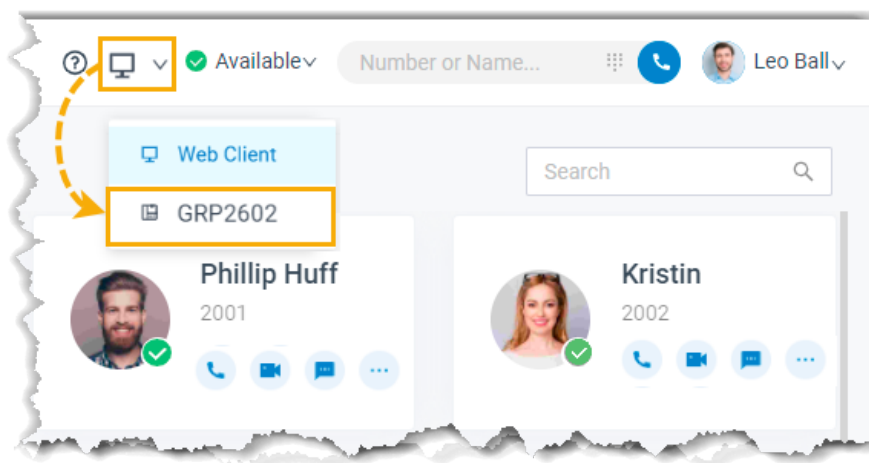 Available
Number or Name...
Leo Ball
Web Client
Search
GRP2602
Phillip Huff
2001
Kristin
2002